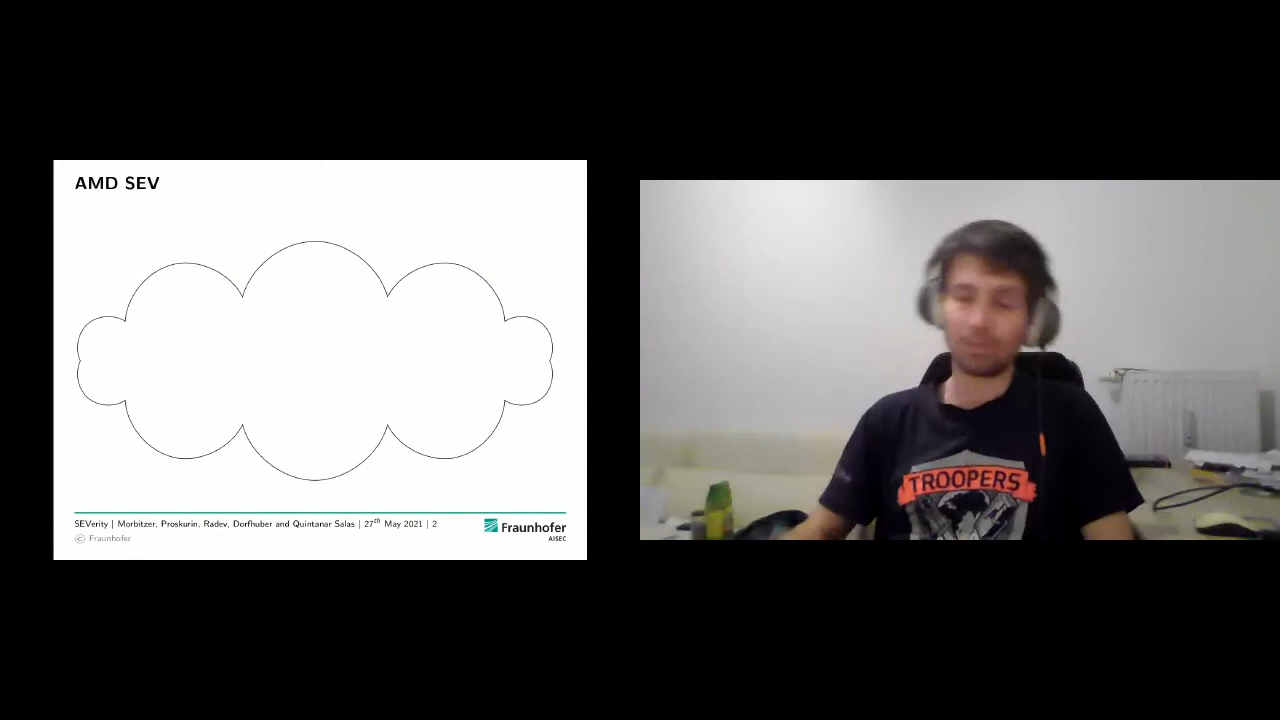 AMD SEV
SEVerity | Morbitzer, Proskurin, Radev, Dorfhuber and Quintanar Salas | 27th May 2021 | 2
© Fraunhofer
Fraunhofer
AISEC
TROOPERS